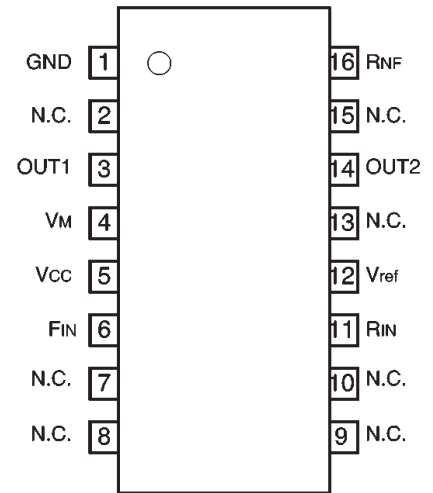 GND 1 16 RNF
N.C. 2 15 N.C.
OUT1 3 14 OUT2
VM 4 13 N.C.
VCC 5 12 Vref
FIN 6 11 RIN
N.C. 7 10 N.C.
N.C. 8 9 N.C.